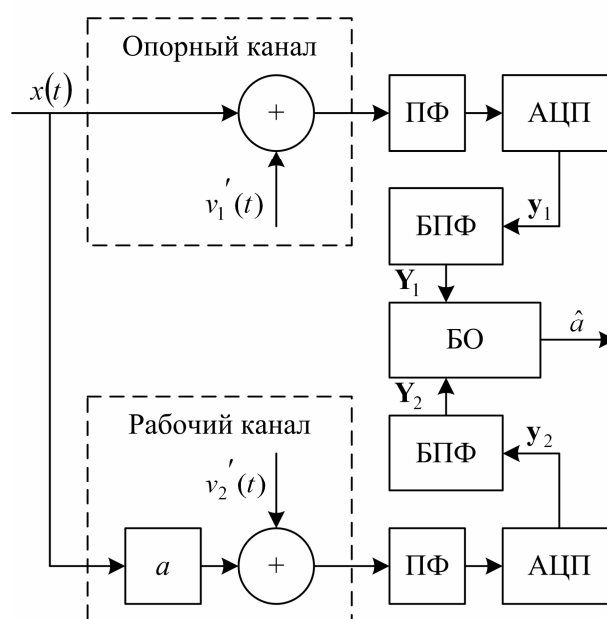 Опорный канал
x(t)
+
ПФ
АЦП
v₁′(t)
y₁
БПФ
Y₁
БО
â
Y₂
Рабочий канал
БПФ
y₂
v₂′(t)
a
+
ПФ
АЦП